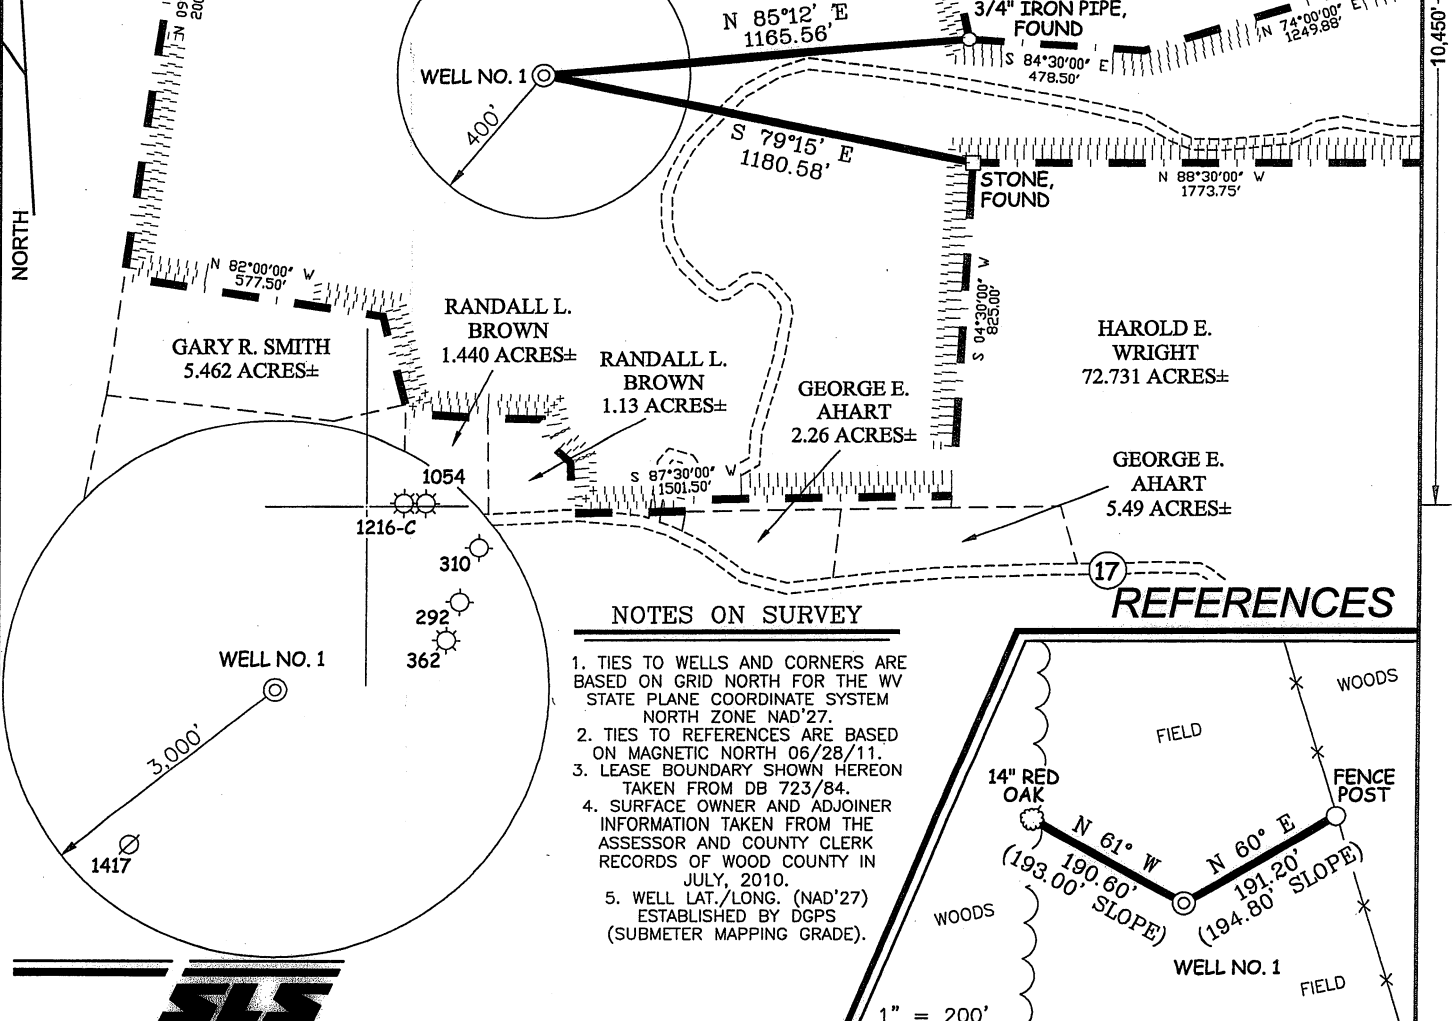 N 85°12' E
1165.56'
3/4" IRON PIPE,
FOUND
N 74°00'00" E
1249.88'
10,450'
S 84°30'00" E
478.50'
WELL NO. 1
400'
S 79°15' E
1180.58'
STONE,
FOUND
N 88°30'00" W
1773.75'
NORTH
N 82°00'00" W
577.50'
S 04°30'00" W
825.00'
GARY R. SMITH
5.462 ACRES±
RANDALL L.
BROWN
1.440 ACRES±
RANDALL L.
BROWN
1.13 ACRES±
GEORGE E.
AHART
2.26 ACRES±
HAROLD E.
WRIGHT
72.731 ACRES±
GEORGE E.
AHART
5.49 ACRES±
S 87°30'00" W
1501.50'
1054
1216-C
310
292
362
WELL NO. 1
3,000'
1417
17
REFERENCES
NOTES ON SURVEY
1. TIES TO WELLS AND CORNERS ARE
BASED ON GRID NORTH FOR THE WV
STATE PLANE COORDINATE SYSTEM
NORTH ZONE NAD'27.
2. TIES TO REFERENCES ARE BASED
ON MAGNETIC NORTH 06/28/11.
3. LEASE BOUNDARY SHOWN HEREON
TAKEN FROM DB 723/84.
4. SURFACE OWNER AND ADJOINER
INFORMATION TAKEN FROM THE
ASSESSOR AND COUNTY CLERK
RECORDS OF WOOD COUNTY IN
JULY, 2010.
5. WELL LAT./LONG. (NAD'27)
ESTABLISHED BY DGPS
(SUBMETER MAPPING GRADE).
WOODS
FIELD
14" RED
OAK
FENCE
POST
N 61° W
190.60'
(193.00' SLOPE)
N 60° E
191.20'
(194.80' SLOPE)
WOODS
WELL NO. 1
FIELD
1" = 200'
SLS